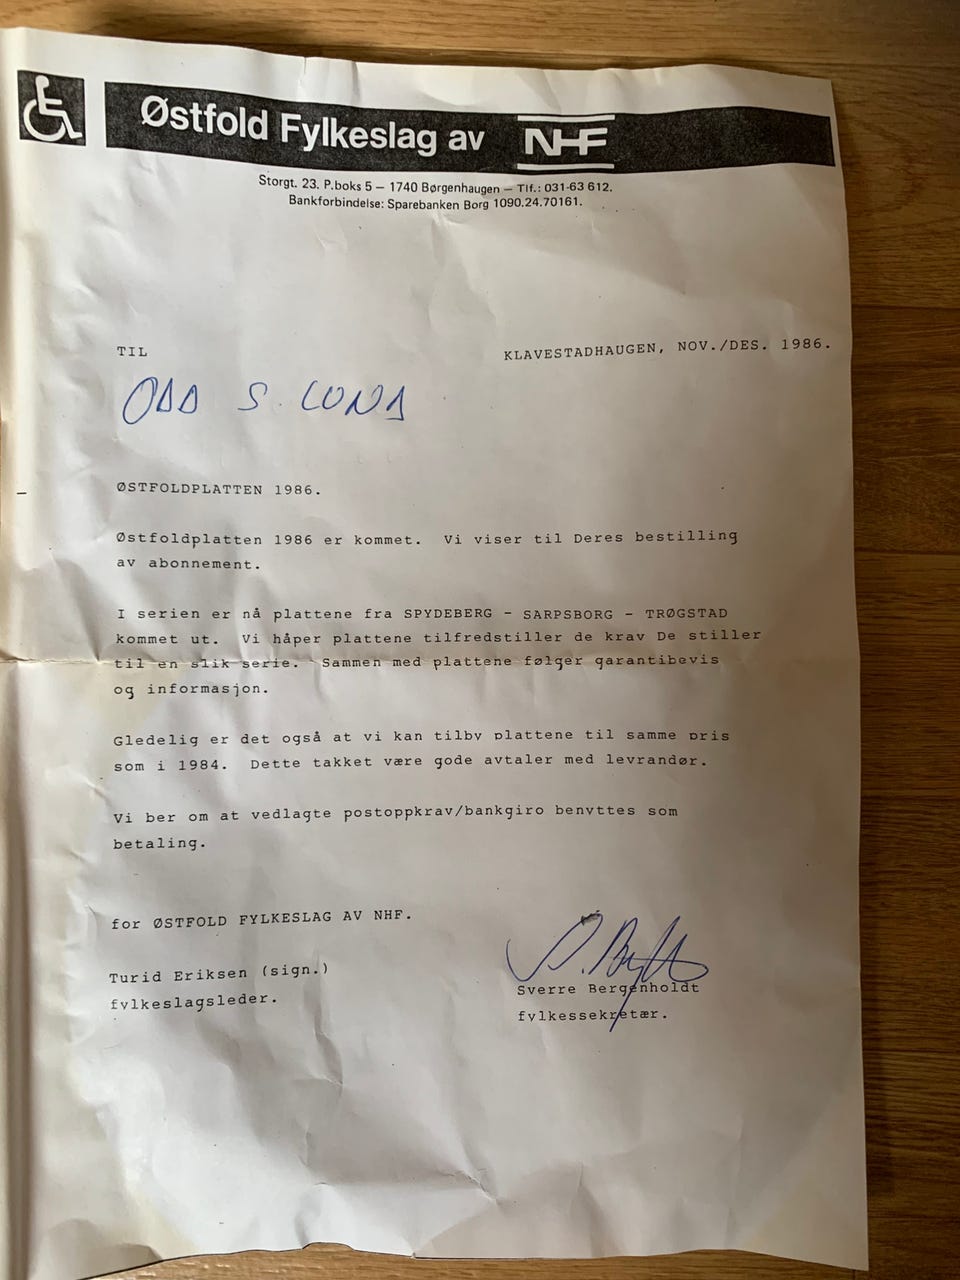 Østfold Fylkeslag av NHF
Storgt. 23. P.boks 5 – 1740 Børgenhaugen – Tlf.: 031-63 612.
Bankforbindelse: Sparebanken Borg 1090.24.70161.
TIL
KLAVESTADHAUGEN, NOV./DES. 1986.
ODD S. LUND
ØSTFOLDPLATTEN 1986.
Østfoldplatten 1986 er kommet. Vi viser til Deres bestilling
av abonnement.
I serien er nå plattene fra SPYDEBERG - SARPSBORG - TRØGSTAD
kommet ut. Vi håper plattene tilfredstiller de krav De stiller
til en slik serie. Sammen med plattene følger garantibevis
og informasjon.
Gledelig er det også at vi kan tilby plattene til samme pris
som i 1984. Dette takket være gode avtaler med levrandør.
Vi ber om at vedlagte postoppkrav/bankgiro benyttes som
betaling.
for ØSTFOLD FYLKESLAG AV NHF.
Turid Eriksen (sign.)
fylkeslagsleder.
Sverre Bergenholdt
fylkessekretær.